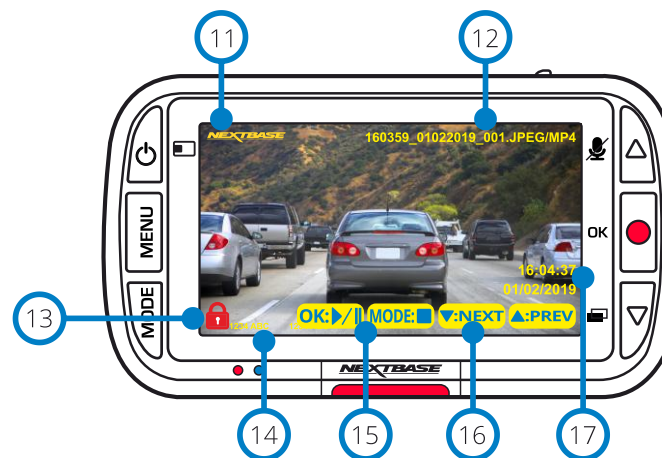 11
12
NEXTBASE
160359_01022019_001.JPEG/MP4
MENU
OK
MODE
16:04:37
01/02/2019
13
OK:▶/II
MODE:■
▼:NEXT
▲:PREV
NEXTBASE
14
15
16
17